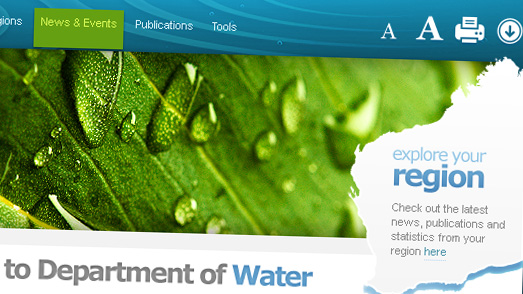 News & Events Publications Tools A A
explore your
region
Check out the latest
news, publications and
statistics from your
region here
to Department of Water